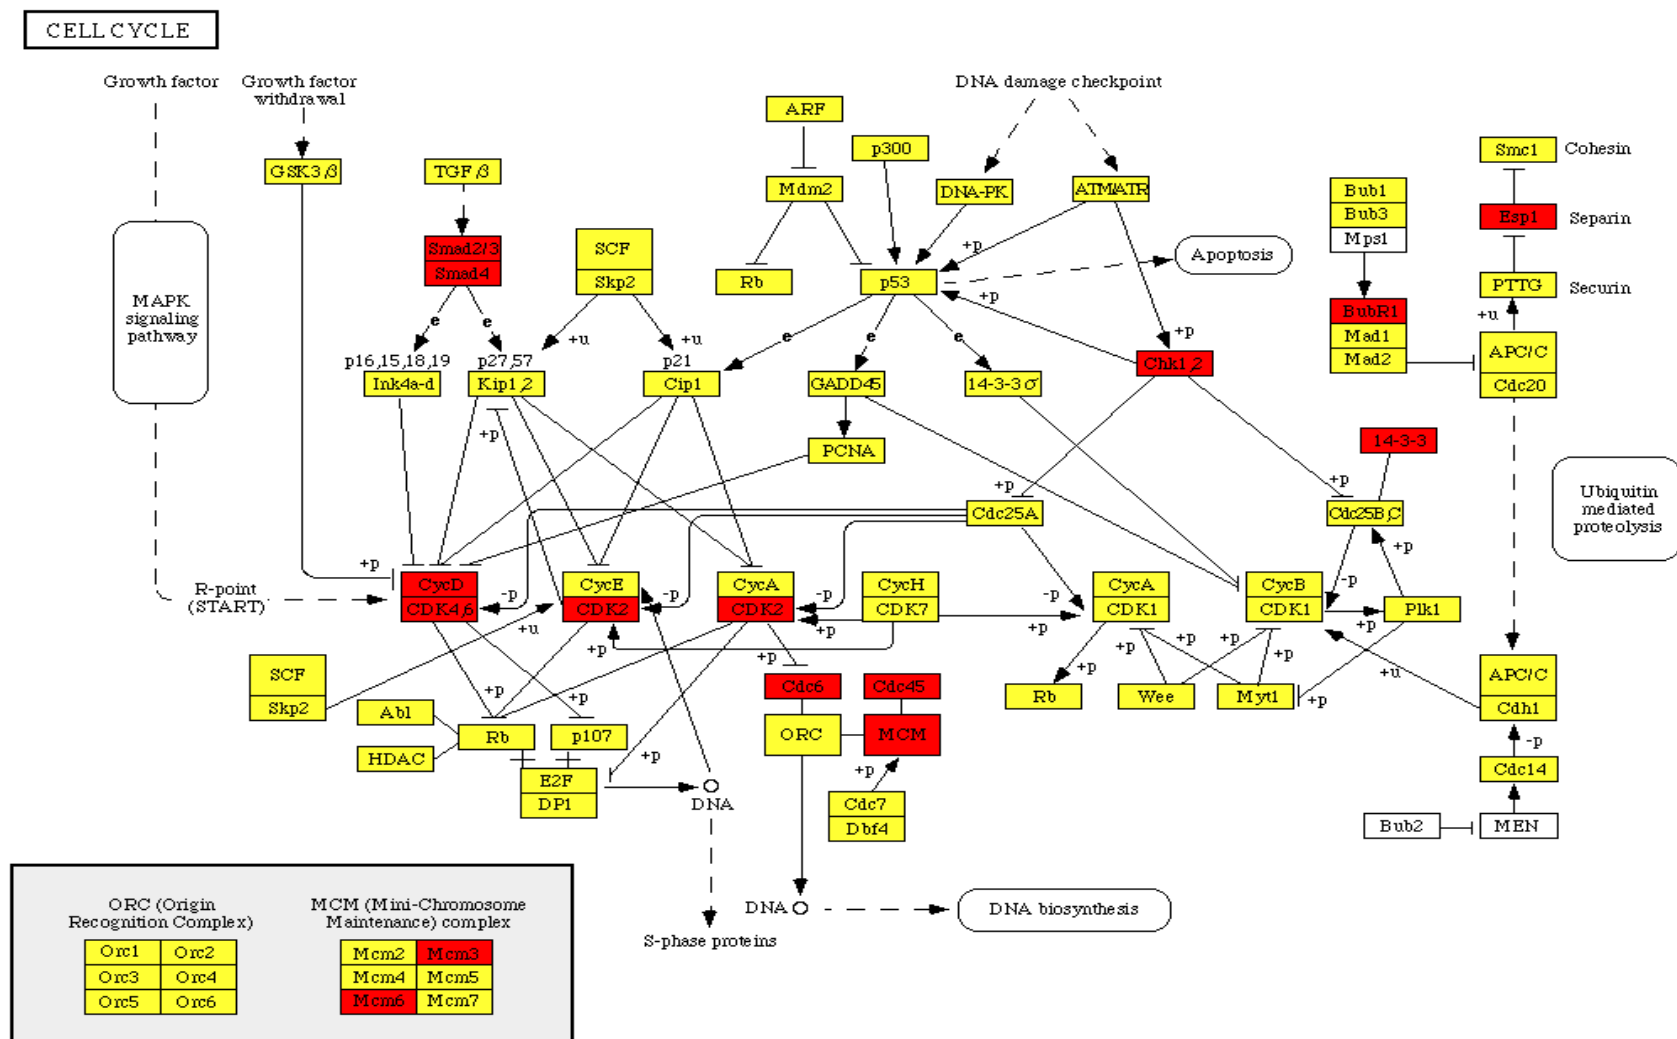 CELL CYCLE
Growth factor
Growth factor
withdrawal
DNA damage checkpoint
ARF
p300
Smc1
Cohesin
GSK3β
TGFβ
Mdm2
DNA-PK
ATM/ATR
Bub1
Bub3
Mps1
Esp1
Separin
Smad2/3
Smad4
SCF
Skp2
Rb
p53
+p
Apoptosis
MAPK
signaling
pathway
PTTG
Securin
BubR1
Mad1
Mad2
+u
APC/C
Cdc20
e
e
+u
+u
e
e
e
+p
+p
p16,15,18,19
Ink4a-d
p27,57
Kip1,2
p21
Cip1
GADD45
14-3-3σ
Chk1,2
+p
PCNA
14-3-3
+p
+p
Cdc25A
Cdc25B,C
Ubiquitin
mediated
proteolysis
+p
R-point
(START)
CycD
CDK4,6
-p
CycE
CDK2
-p
CycA
CDK2
-p
+p
CycH
CDK7
-p
+p
CycA
CDK1
CycB
CDK1
-p
+p
+p
Plk1
+u
+p
+p
+p
+p
+p
+p
+u
SCF
Skp2
+p
+p
Cdc6
Cdc45
Rb
Wee
Myt1
+p
APC/C
Cdh1
Abl
HDAC
Rb
p107
ORC
MCM
+p
+p
-p
E2F
DP1
DNA
Cdc7
Dbf4
Cdc14
Bub2
MEN
DNA
DNA biosynthesis
S-phase proteins
ORC (Origin
Recognition Complex)
Orc1 Orc2
Orc3 Orc4
Orc5 Orc6
MCM (Mini-Chromosome
Maintenance) complex
Mcm2 Mcm3
Mcm4 Mcm5
Mcm6 Mcm7